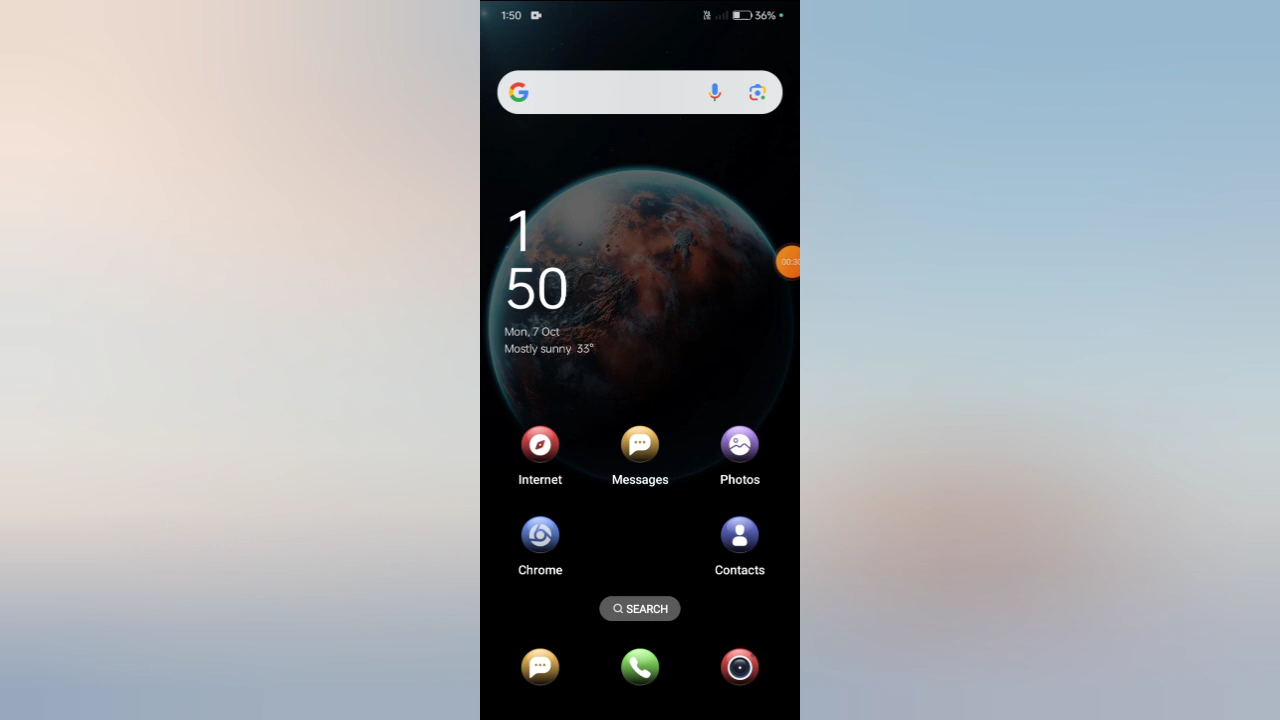 1:50
36%
1
50
Mon, 7 Oct
Mostly sunny 33°
Internet
Messages
Photos
Chrome
Contacts
SEARCH